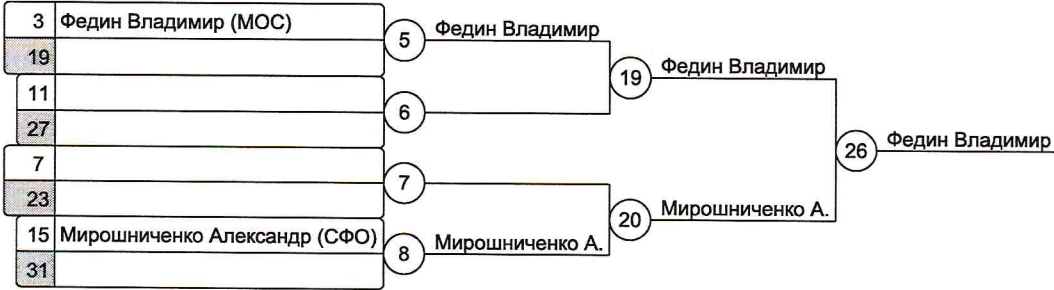 3 Федин Владимир (МОС)
5 Федин Владимир
19
19 Федин Владимир
11
6
27
26 Федин Владимир
7
7
23
20 Мирошниченко А.
15 Мирошниченко Александр (СФО)
8 Мирошниченко А.
31